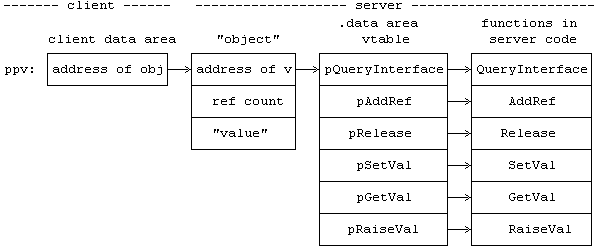 ------- client ------- -------------------- server ------------------------
.data area functions in
client data area "object" vtable server code
ppv: address of obj address of v pQueryInterface QueryInterface
ref count pAddRef AddRef
"value" pRelease Release
pSetVal SetVal
pGetVal GetVal
pRaiseVal RaiseVal